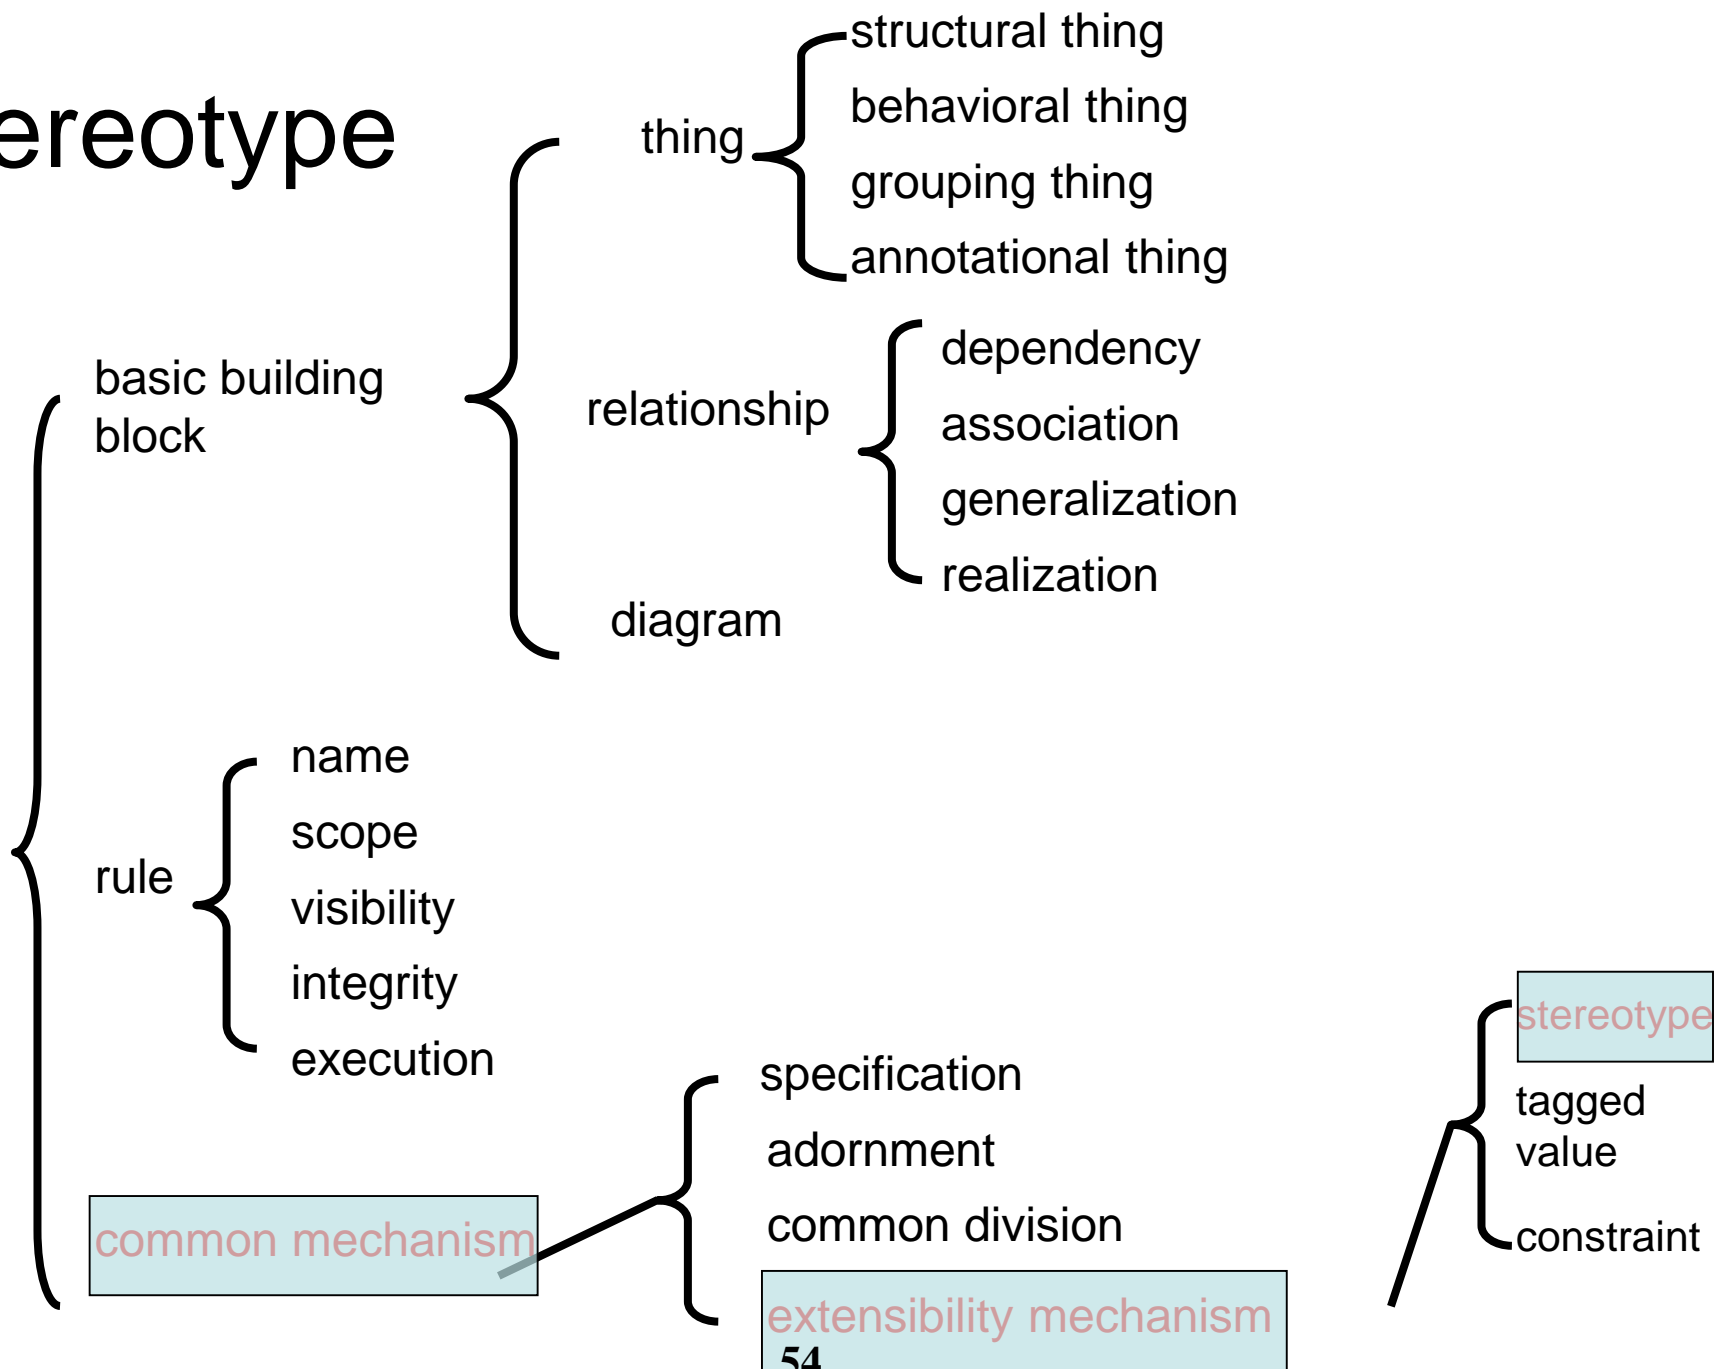 ereotype
thing
structural thing
behavioral thing
grouping thing
annotational thing
basic building
block
relationship
dependency
association
generalization
realization
diagram
rule
name
scope
visibility
integrity
execution
common mechanism
specification
adornment
common division
extensibility mechanism
stereotype
tagged
value
constraint
54